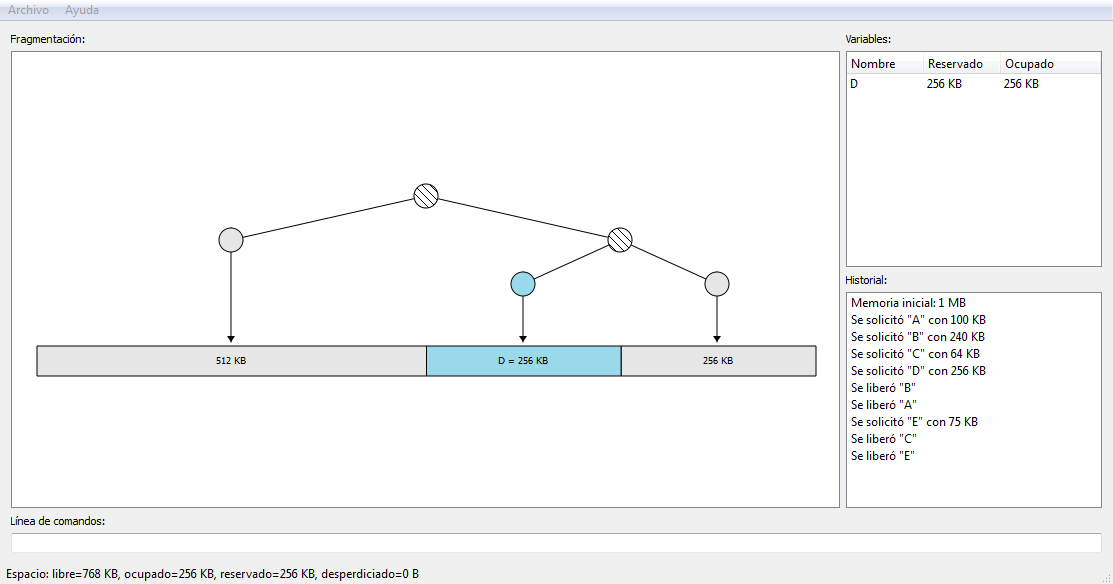 Archivo Ayuda
Fragmentación:
512 KB
D = 256 KB
256 KB
Variables:
Nombre Reservado Ocupado
D 256 KB 256 KB
Historial:
Memoria inicial: 1 MB
Se solicitó "A" con 100 KB
Se solicitó "B" con 240 KB
Se solicitó "C" con 64 KB
Se solicitó "D" con 256 KB
Se liberó "B"
Se liberó "A"
Se solicitó "E" con 75 KB
Se liberó "C"
Se liberó "E"
Línea de comandos:
Espacio: libre=768 KB, ocupado=256 KB, reservado=256 KB, desperdiciado=0 B